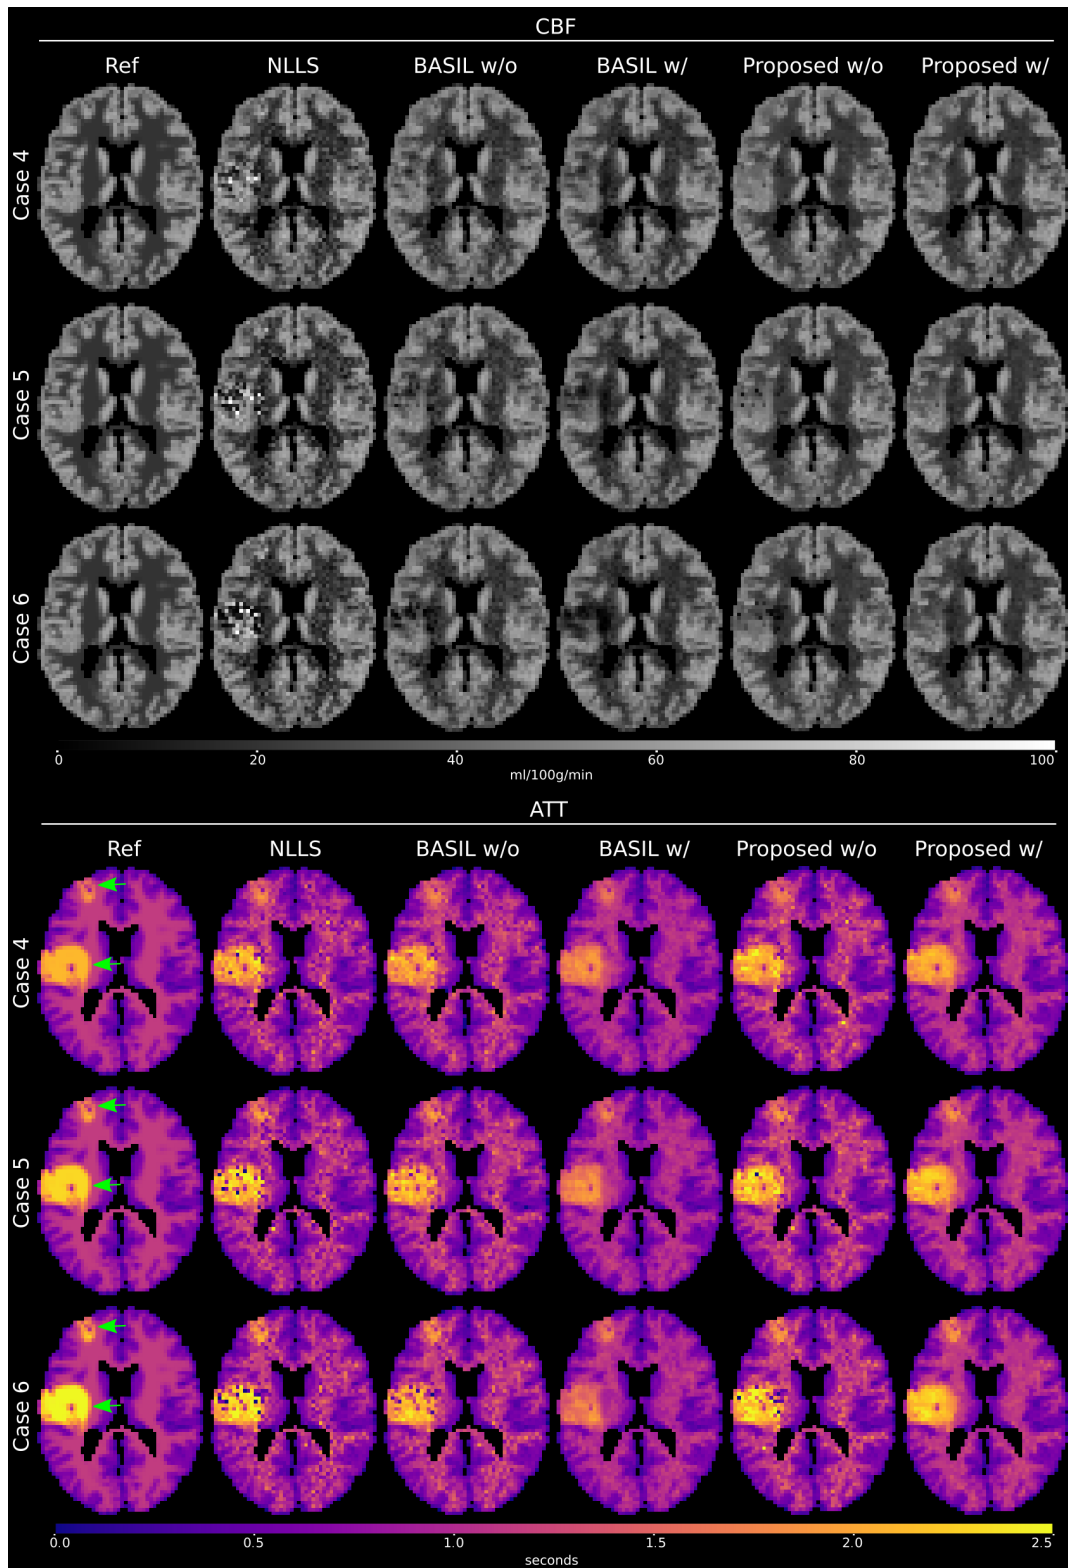 CBF
Ref NLLS BASIL w/o BASIL w/ Proposed w/o Proposed w/
Case 4
Case 5
Case 6
0 20 40 60 80 100
ml/100g/min
ATT
Ref NLLS BASIL w/o BASIL w/ Proposed w/o Proposed w/
Case 4
Case 5
Case 6
0.0 0.5 1.0 1.5 2.0 2.5
seconds